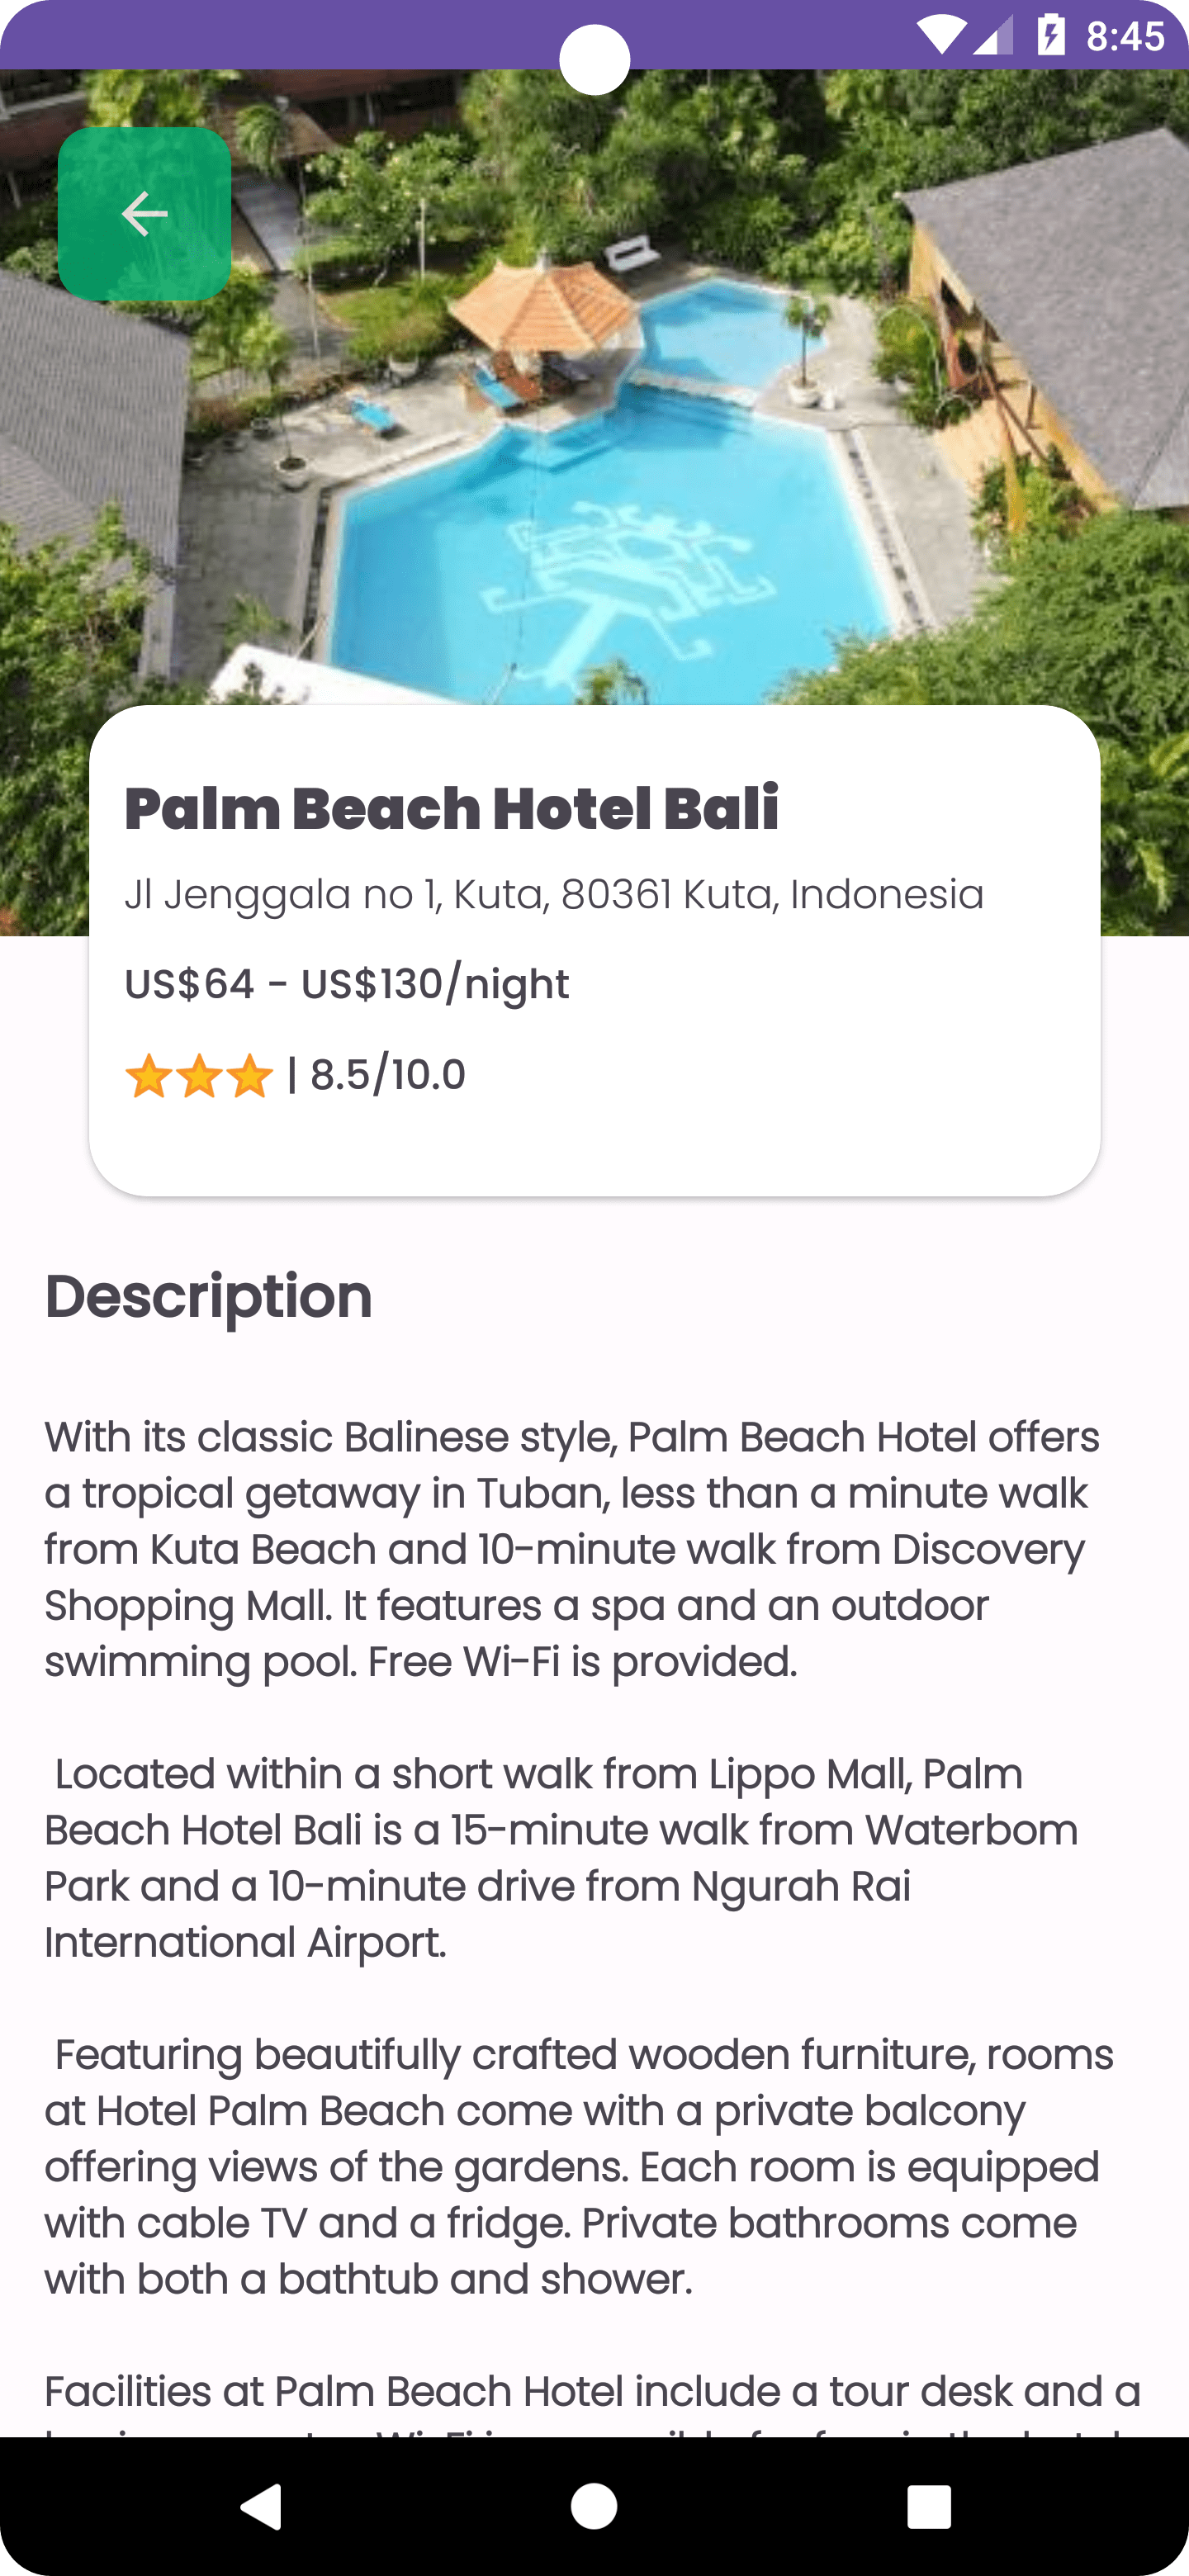 8:45
Palm Beach Hotel Bali
Jl Jenggala no 1, Kuta, 80361 Kuta, Indonesia
US$64 - US$130/night
| 8.5/10.0
Description
With its classic Balinese style, Palm Beach Hotel offers
a tropical getaway in Tuban, less than a minute walk
from Kuta Beach and 10-minute walk from Discovery
Shopping Mall. It features a spa and an outdoor
swimming pool. Free Wi-Fi is provided.
Located within a short walk from Lippo Mall, Palm
Beach Hotel Bali is a 15-minute walk from Waterbom
Park and a 10-minute drive from Ngurah Rai
International Airport.
Featuring beautifully crafted wooden furniture, rooms
at Hotel Palm Beach come with a private balcony
offering views of the gardens. Each room is equipped
with cable TV and a fridge. Private bathrooms come
with both a bathtub and shower.
Facilities at Palm Beach Hotel include a tour desk and a